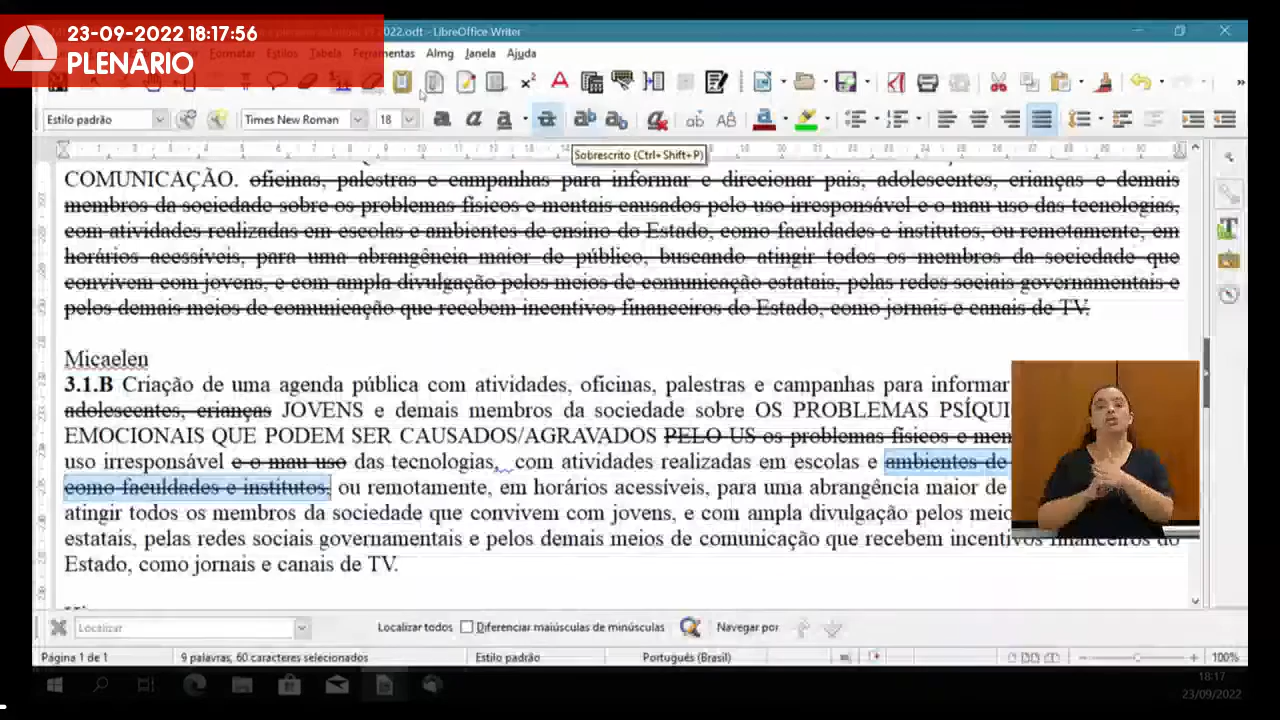 23-09-2022 18:17:56
PLENÁRIO
2022.odt - LibreOffice Writer
Formatar Estilos Tabela Ferramentas Almg Janela Ajuda
Estilo padrão
Times New Roman
18
Sobrescrito (Ctrl+Shift+P)
COMUNICAÇÃO. oficinas, palestras e campanhas para informar e direcionar pais, adolescentes, crianças e demais
membros da sociedade sobre os problemas físicos e mentais causados pelo uso irresponsável e o mau uso das tecnologias,
com atividades realizadas em escolas e ambientes de ensino do Estado, como faculdades e institutos, ou remotamente, em
horários acessíveis, para uma abrangência maior de público, buscando atingir todos os membros da sociedade que
convivem com jovens, e com ampla divulgação pelos meios de comunicação estatais, pelas redes sociais governamentais e
pelos demais meios de comunicação que recebem incentivos financeiros do Estado, como jornais e canais de TV.
Micaelen
3.1.B Criação de uma agenda pública com atividades, oficinas, palestras e campanhas para informar
adolescentes, crianças JOVENS e demais membros da sociedade sobre OS PROBLEMAS PSÍQUI
EMOCIONAIS QUE PODEM SER CAUSADOS/AGRAVADOS PELO US os problemas físicos e men
uso irresponsável e o mau uso das tecnologias, com atividades realizadas em escolas e ambientes de
como faculdades e institutos, ou remotamente, em horários acessíveis, para uma abrangência maior de
atingir todos os membros da sociedade que convivem com jovens, e com ampla divulgação pelos meio
estatais, pelas redes sociais governamentais e pelos demais meios de comunicação que recebem incentivos financeiros do
Estado, como jornais e canais de TV.
Localizar
Localizar todos
Diferenciar maiúsculas de minúsculas
Navegar por
Página 1 de 1
9 palavras, 60 caracteres selecionados
Estilo padrão
Português (Brasil)
100%
18:17
23/09/2022